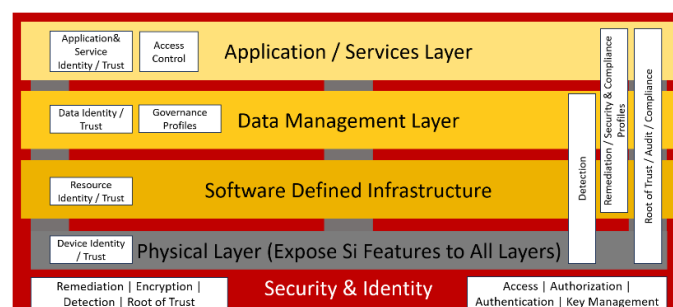 Application&
Service
Identity / Trust
Access
Control
Application / Services Layer
Data Identity /
Trust
Governance
Profiles
Data Management Layer
Resource
Identity / Trust
Software Defined Infrastructure
Device Identity
/ Trust
Physical Layer (Expose Si Features to All Layers)
Detection
Remediation / Security & Compliance
Profiles
Root of Trust / Audit / Compliance
Remediation | Encryption |
Detection | Root of Trust
Security & Identity
Access | Authorization |
Authentication | Key Management